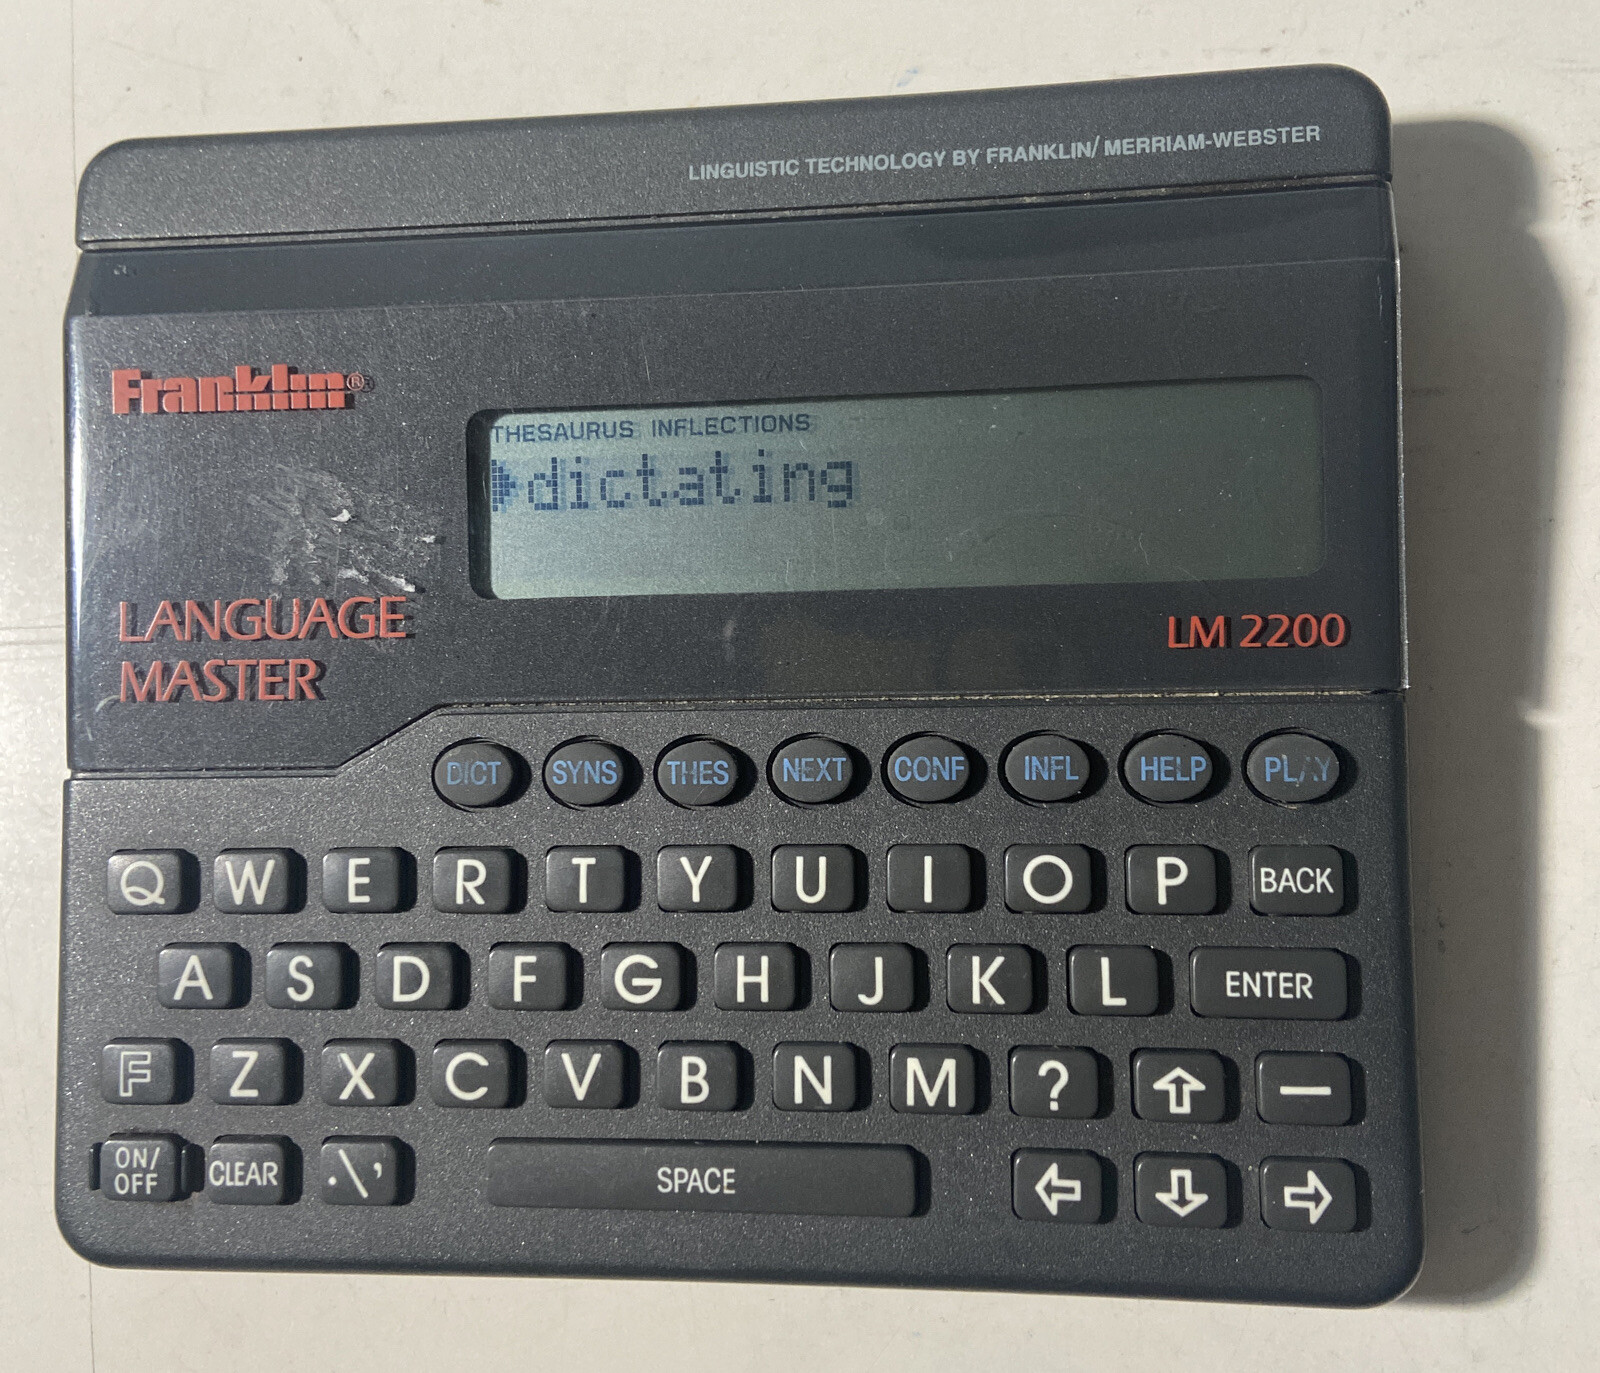 LINGUISTIC TECHNOLOGY BY FRANKLIN/MERRIAM-WEBSTER
Franklin®
THESAURUS INFLECTIONS
dictating
LANGUAGE
MASTER
LM 2200
DICT SYNS THES NEXT CONF INFL HELP PLAY
Q W E R T Y U I O P BACK
A S D F G H J K L ENTER
F Z X C V B N M ? ⇧ —
ON/
OFF CLEAR .\' SPACE ⇦ ⇩ ⇨